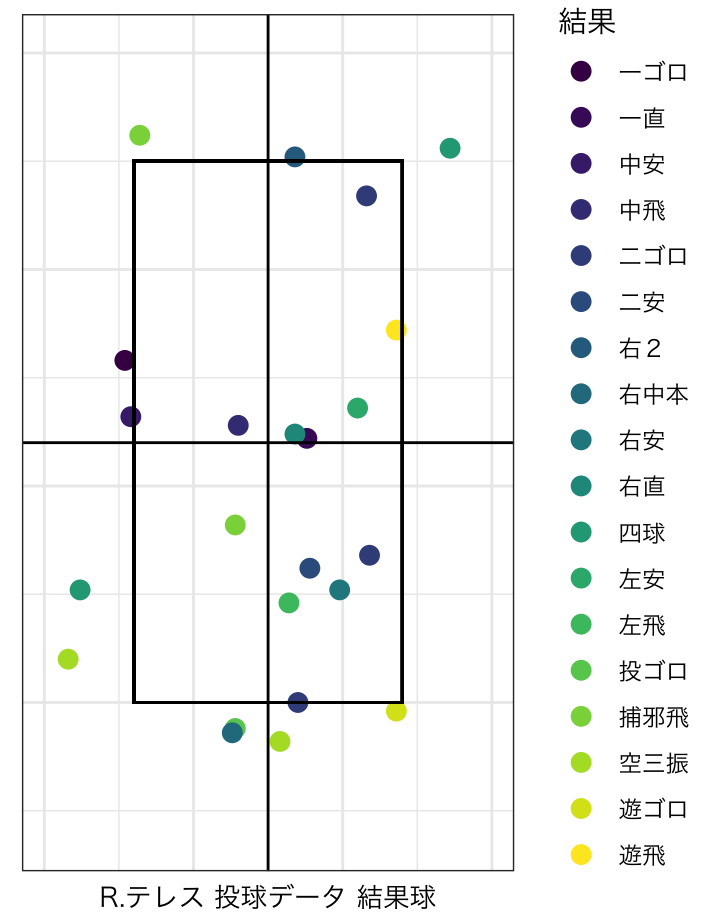 結果
一ゴロ
一直
中安
中飛
二ゴロ
二安
右２
右中本
右安
右直
四球
左安
左飛
投ゴロ
捕邪飛
空三振
遊ゴロ
遊飛
R.テレス 投球データ 結果球